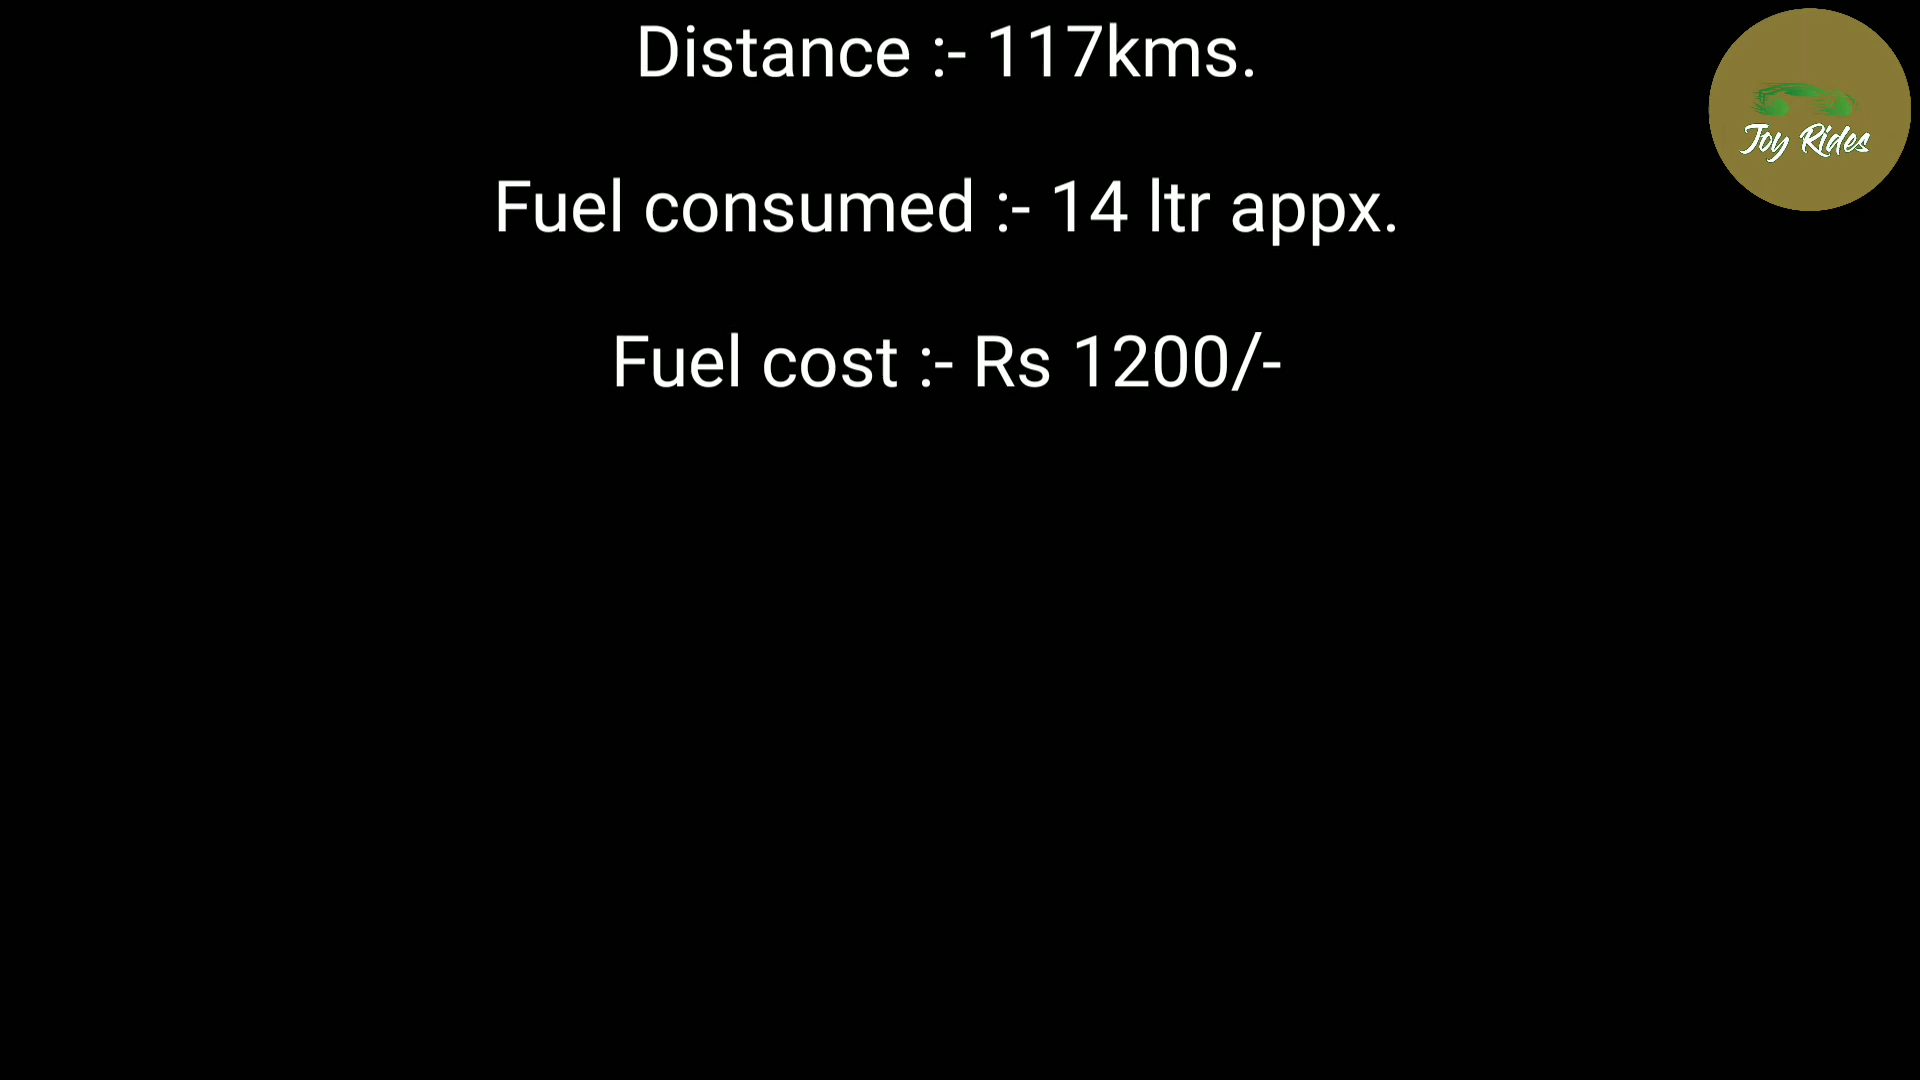 Distance :- 117kms.
Joy Rides
Fuel consumed :- 14 ltr appx.
Fuel cost :- Rs 1200/-